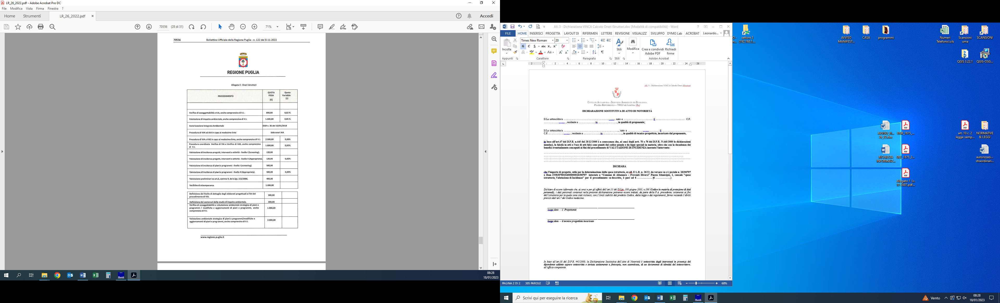 LR_26_2022.pdf - Adobe Acrobat Pro DC
File Modifica Vista Firma Finestra ?
Home Strumenti LR_26_2022.pdf × Accedi
70556 (28 di 31) 71%
70556 Bollettino Ufficiale della Regione Puglia - n. 122 del 8-11-2022
REGIONE PUGLIA
Allegato E - Oneri istruttori
PROCEDIMENTO QUOTA FISSA (€) Quota Variabile (1)
Verifica di assoggettabilità a VIA, anche comprensiva di V.I. 800,00 0,02 %
Valutazione di impatto ambientale, anche comprensiva di V.I. 1.500,00 0,05 %
Autorizzazione Integrata Ambientale DGR n. 36 del 12/01/2018
Procedura di VIA ed AIA in capo al medesimo Ente Solo oneri AIA
Procedura di VIA e VAS in capo al medesimo Ente, anche comprensiva di V.I. 2.500,00 0,06%
Procedura coordinata Verifica di VIA e Verifica di VAS, anche comprensiva 1.800,00 0,02%
di V.I.
Valutazione di incidenza progetti, interventi o attività - livello I (Screening). 120,00
Valutazione di incidenza progetti, interventi o attività - livello II (Appropriata). 120,00 0,02%
Valutazione di incidenza di piani e programmi - livello I (screening). 500,00
Valutazione di incidenza di piani e programmi - livello II (Appropriata). 500,00 0,02%
Valutazione preliminari ex art.6, comma 9, del d.lgs. 152/2006. 400,00
Verifiche di ottemperanza 1.000,00
Definizione del livello di dettaglio degli elaborati progettuali ai fini del
procedimento di VIA. 300,00
Definizione dei contenuti dello studio di impatto ambientale. 300,00
Verifica di assoggettabilità a Valutazione ambientale strategica di piani e
programmi / modifiche e aggiornamenti di piani e programmi, anche 1.000,00
comprensiva di V.I.
Valutazione ambientale strategica di piani e programmi/modifiche e 2.000,00
aggiornamenti di piani e programmi, anche comprensiva di V.I.
www.regione.puglia.it
08:28
18/01/2023
All. 3 - Dichiarazione VINCA Calcolo Oneri IStruttori.doc [Modalità di compatibilità] - Word
FILE HOME INSERISCI PROGETTA LAYOUT DI RIFERIMEN LETTERE REVISIONE VISUALIZZ SVILUPPO DYMO Lab ACROBAT Leonardo...
Times New Roman 20
Incolla Stili Modifica Crea e condividi Adobe PDF Richiedi firme
Appunti Carattere Paragrafo Stili Adobe Acrobat
2 2 4 6 8 10 12 14 16 18 20 22 24 26
All. 3 - Dichiarazione VINCA Calcolo Oneri IStruttori
CITTÀ DI ALTAMURA - SERVIZIO AMBIENTE ED ECOLOGIA
PIAZZA REPUBBLICA – 70022 ALTAMURA (BA)
DICHIARAZIONE SOSTITUTIVA DI ATTO DI NOTORIETÀ
Il/La sottoscritto/a ……………………, nato a …………… il …………… C.F.
……………, residente a …………… in ……………, in qualità di proponente;
Il/La sottoscritto/a ……………………, nato a …………… il ……………
C.F. ……………, residente a …………… in ……………, in qualità di tecnico progettista, incaricato dal proponente,
in base all'art.47 del D.P.R. n.445 del 28/12/2000 è a conoscenza che, ai sensi degli artt. 75 e 76 del D.P.R. N.445/2000 le dichiarazioni
mendaci, la falsità in atti e l'uso di atti falsi sono puniti dal codice penale e da leggi speciali in materia, oltre che con la decadenza dei
benefici eventualmente conseguiti ai fini del procedimento di VALUTAZIONE DI INCIDENZA inerente l'intervento:
DICHIARA
che l'importo di progetto, utile per la determinazione delle spese istruttorie, ex all. E L.R. n. 26/22, da versare su c/c postale n. 18296707
o Iban IT09J0760104000000018296707 intestato a “Comune di Altamura – Proventi Diversi” Piazza Municipio, 1, causale “spese
istruttorie, Valutazione di Incidenza” per il procedimento su descritto, è pari ad € ………… (€…………)
Dichiaro di essere informato che, ai sensi e per gli effetti dell'art.13 del D.Lgs. 300 giugno 2003, n.196 (Codice in materia di protezione di dati
personali), i dati personali contenuti nella presente dichiarazione potranno essere trattati, da parte della P.A. procedente, solamente ai fini
dell'istruttoria per la quale sono stati richiesti, con I limiti stabiliti dal predetto Codice, dalla legge e dai regolamenti, fermo restando I diritti
previsti dall'art.7 del Codice medesimo.
luogo data - il Proponente
luogo data - il tecnico progettista incaricato
In base all'art.38 del D.P.R. 445/2000, la Dichiarazione Sostitutiva dell'Atto di Notorietà è sottoscritta dagli interessati in presenza del
dipendente addetto oppure sottoscritta e inviata unitamente a fotocopia, non autenticata, di un documento di identità del sottoscrittore,
all'ufficio competente.
PAGINA 2 DI 2 305 PAROLE 60%
settore 3 (192.168.1....
AVVISO MANIFEST...
CASA
programmi
Numeri Telefonici.xls
Scansioni uma
SCANSIONI
QGIS 3.22.1
QGIS-OSG...
AVVISO_VI... 26_22.doc
DGR_1615_...
art. 10 c. 2 legge-semp...
NORMATIVE & LEGGI
RICHIESTA INFORMAIZ...
DEL_1875_2...
autorizzazi... straordinari...
Allegato 1 l.r. 17-2007.pdf...
Scrivi qui per eseguire la ricerca
Vento
08:28
18/01/2023